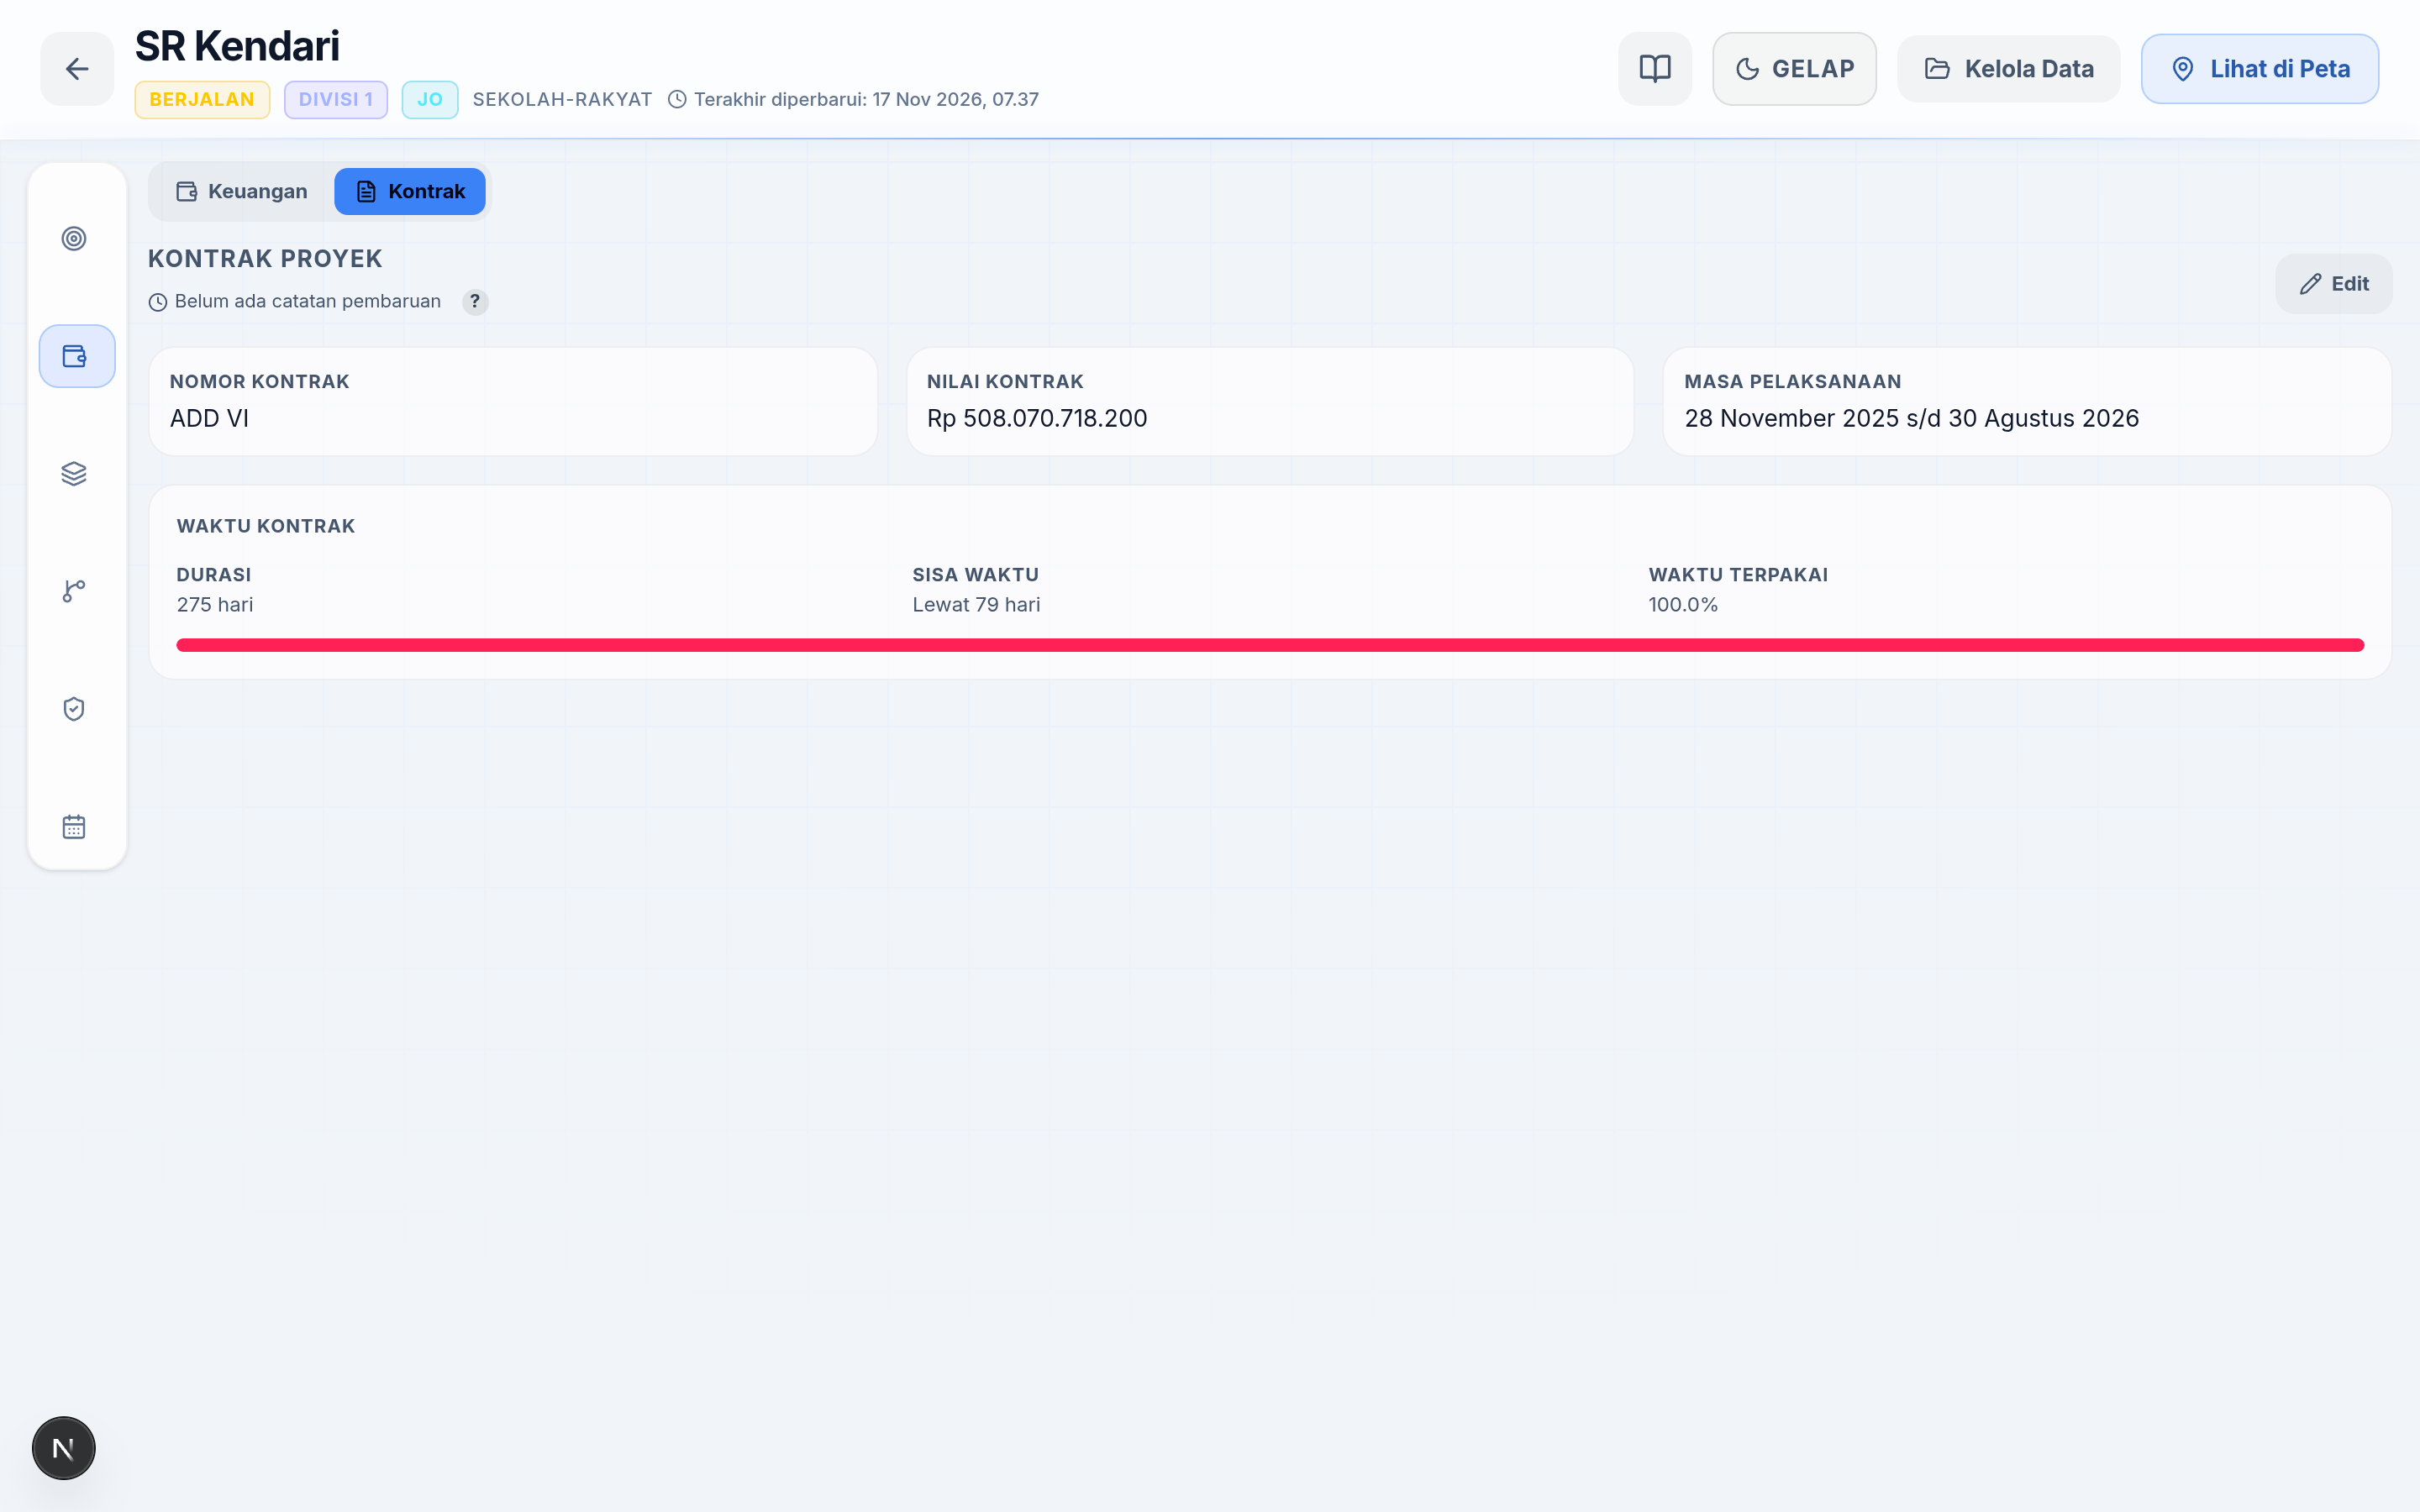 SR Kendari
BERJALAN DIVISI 1 JO SEKOLAH-RAKYAT Terakhir diperbarui: 17 Nov 2026, 07.37
GELAP
Kelola Data
Lihat di Peta
Keuangan
Kontrak
KONTRAK PROYEK
Belum ada catatan pembaruan ?
Edit
NOMOR KONTRAK
ADD VI
NILAI KONTRAK
Rp 508.070.718.200
MASA PELAKSANAAN
28 November 2025 s/d 30 Agustus 2026
WAKTU KONTRAK
DURASI
275 hari
SISA WAKTU
Lewat 79 hari
WAKTU TERPAKAI
100.0%
N